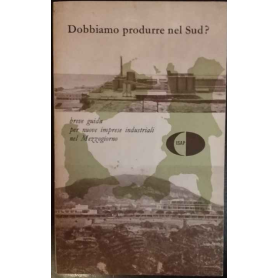 Dobbiamo produrre nel Sud?
breve guida
per nuove imprese industriali
nel Mezzogiorno